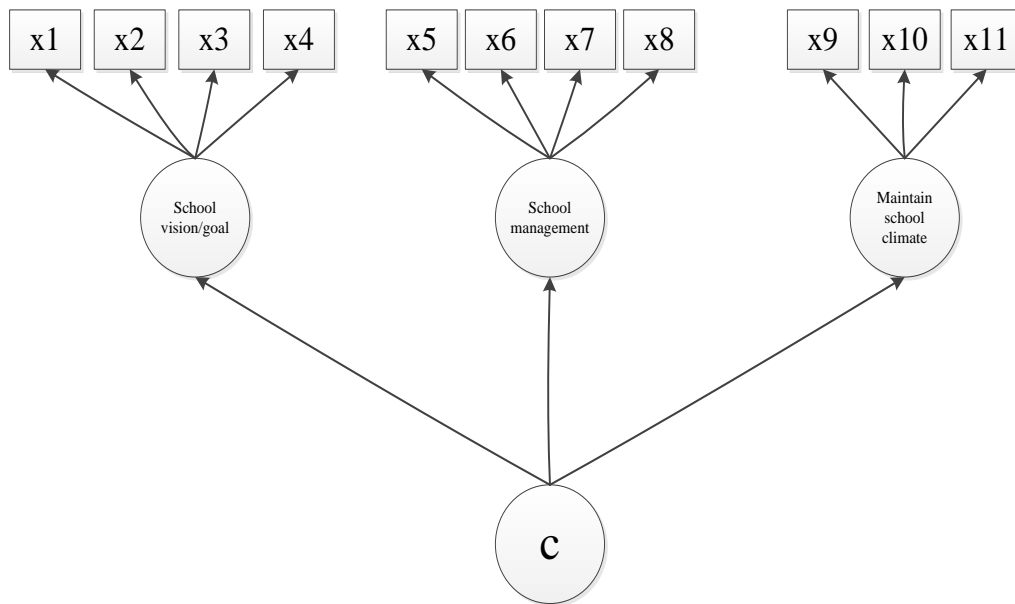 x1 x2 x3 x4 x5 x6 x7 x8 x9 x10 x11
School
vision/goal
School
management
Maintain
school
climate
c